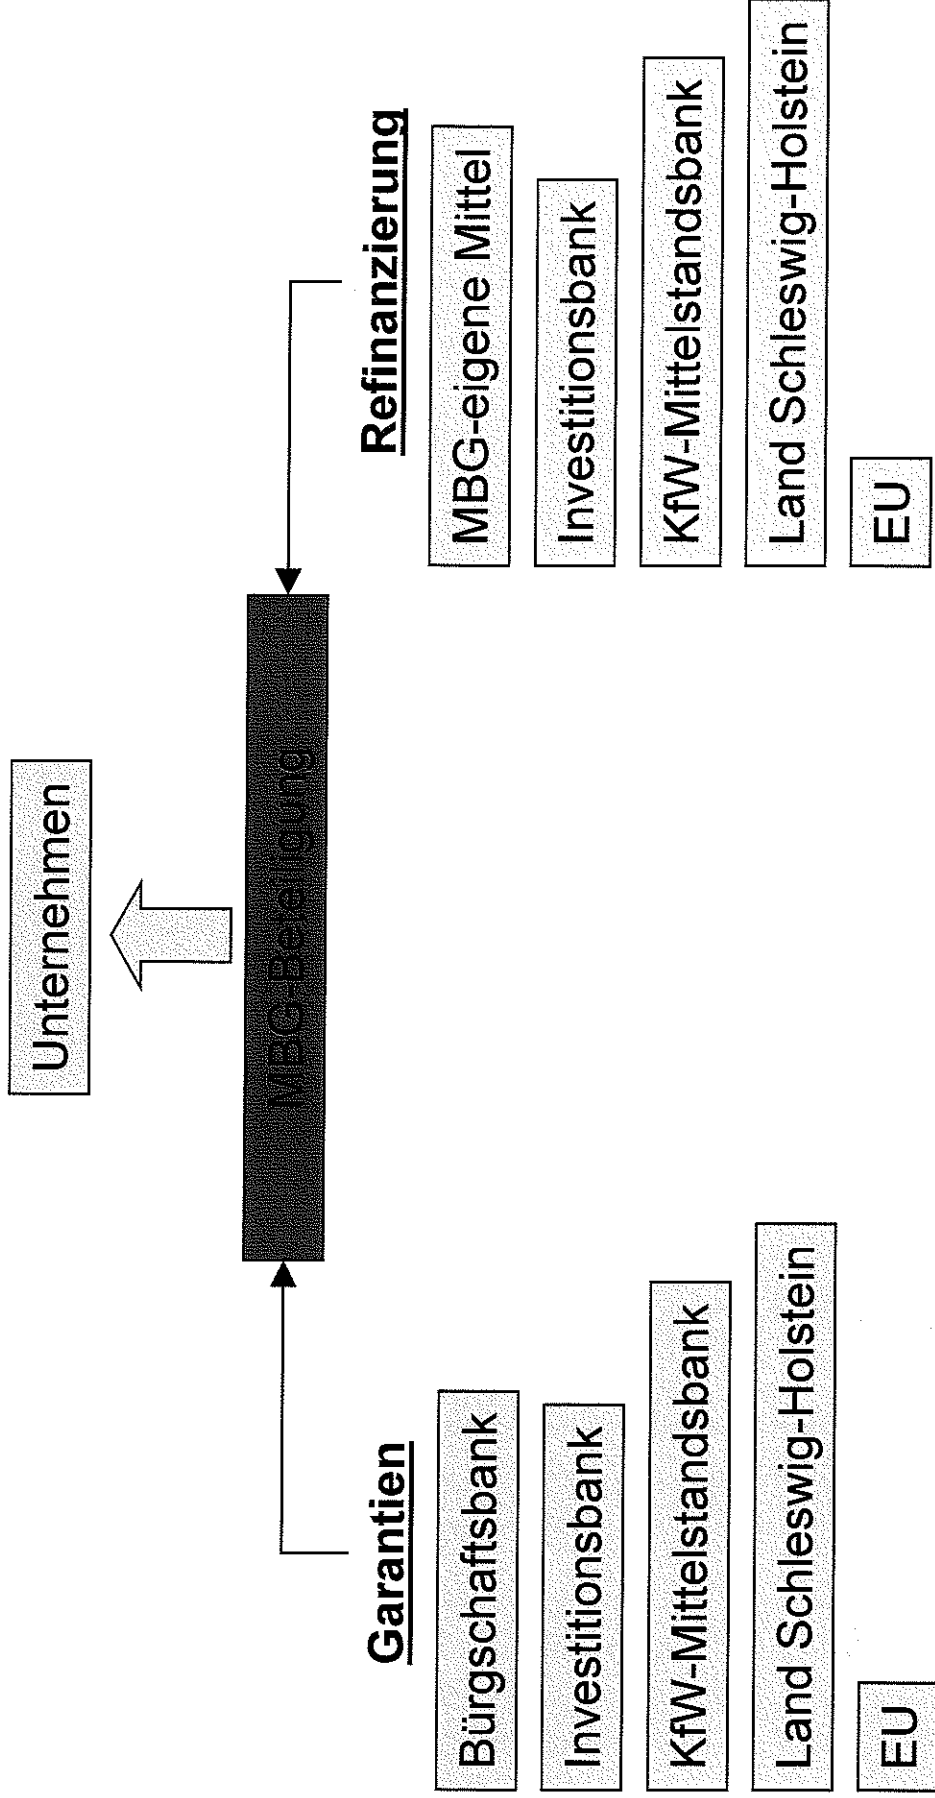 Unternehmen
MBG-Beteiligung
Garantien
Bürgschaftsbank
Investitionsbank
KfW-Mittelstandsbank
Land Schleswig-Holstein
EU
Refinanzierung
MBG-eigene Mittel
Investitionsbank
KfW-Mittelstandsbank
Land Schleswig-Holstein
EU